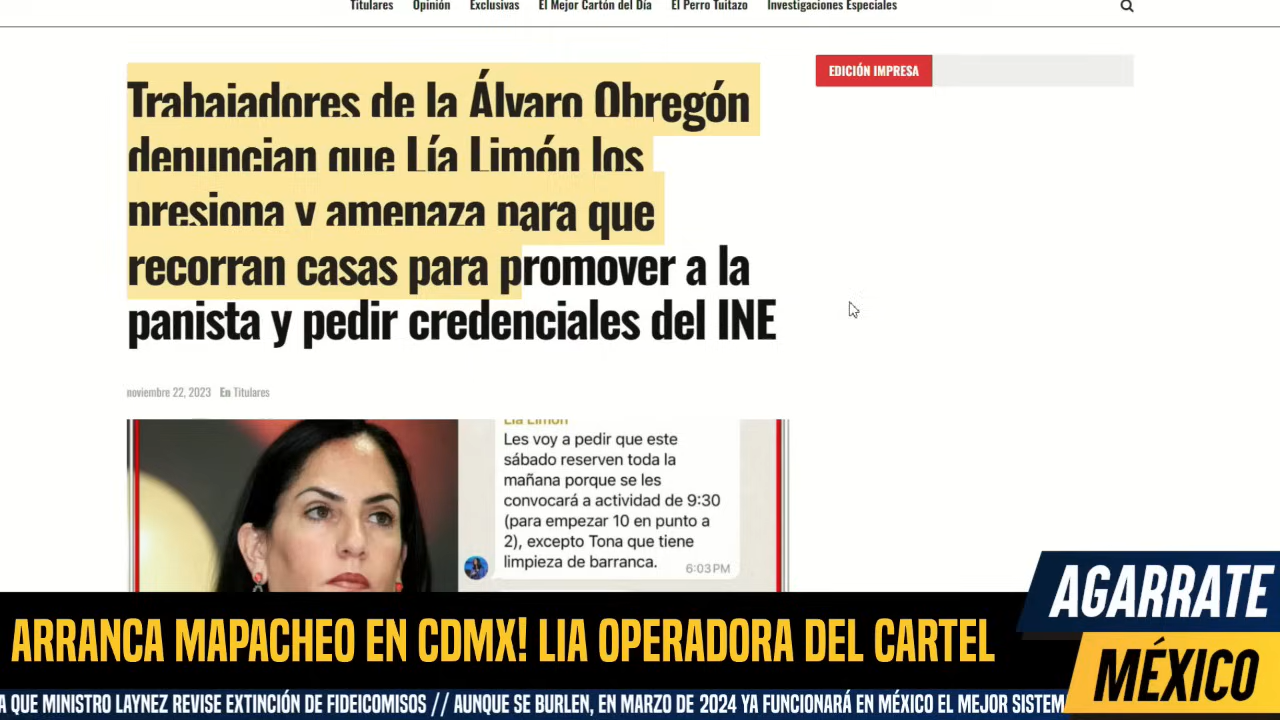 Titulares Opinión Exclusivas El Mejor Cartón del Día El Perro Tuitazo Investigaciones Especiales
Trabajadores de la Álvaro Obregón
denuncian que Lía Limón los
presiona y amenaza para que
recorran casas para promover a la
panista y pedir credenciales del INE
EDICIÓN IMPRESA
noviembre 22, 2023 En Titulares
Lía Limón
Les voy a pedir que este
sábado reserven toda la
mañana porque se les
convocará a actividad de 9:30
(para empezar 10 en punto a
2), excepto Tona que tiene
limpieza de barranca.
6:03 PM
AGARRATE
MÉXICO
ARRANCA MAPACHEO EN CDMX! LIA OPERADORA DEL CARTEL
A QUE MINISTRO LAYNEZ REVISE EXTINCIÓN DE FIDEICOMISOS // AUNQUE SE BURLEN, EN MARZO DE 2024 YA FUNCIONARÁ EN MÉXICO EL MEJOR SISTEM